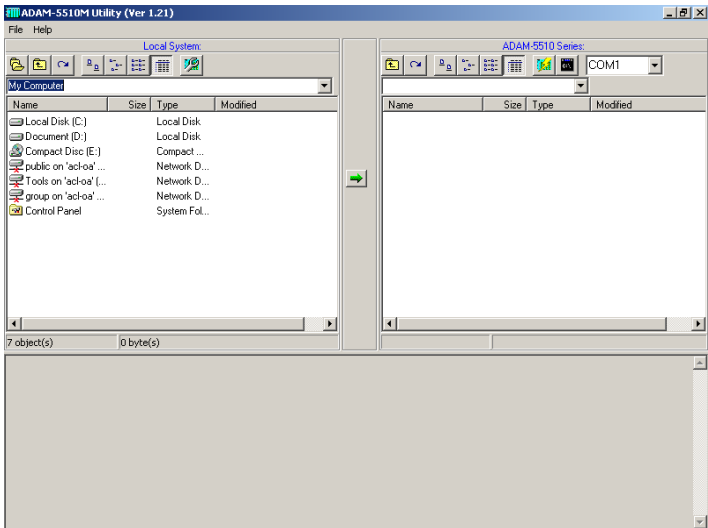 ADAM-5510M Utility (Ver 1.21)
File Help
Local System:
ADAM-5510 Series:
COM1
My Computer
Name Size Type Modified
Name Size Type Modified
Local Disk (C:) Local Disk
Document (D:) Local Disk
Compact Disc (E:) Compact ...
public on 'acl-oa' ... Network D...
Tools on 'acl-oa' (... Network D...
group on 'acl-oa' ... Network D...
Control Panel System Fol...
7 object(s) 0 byte(s)